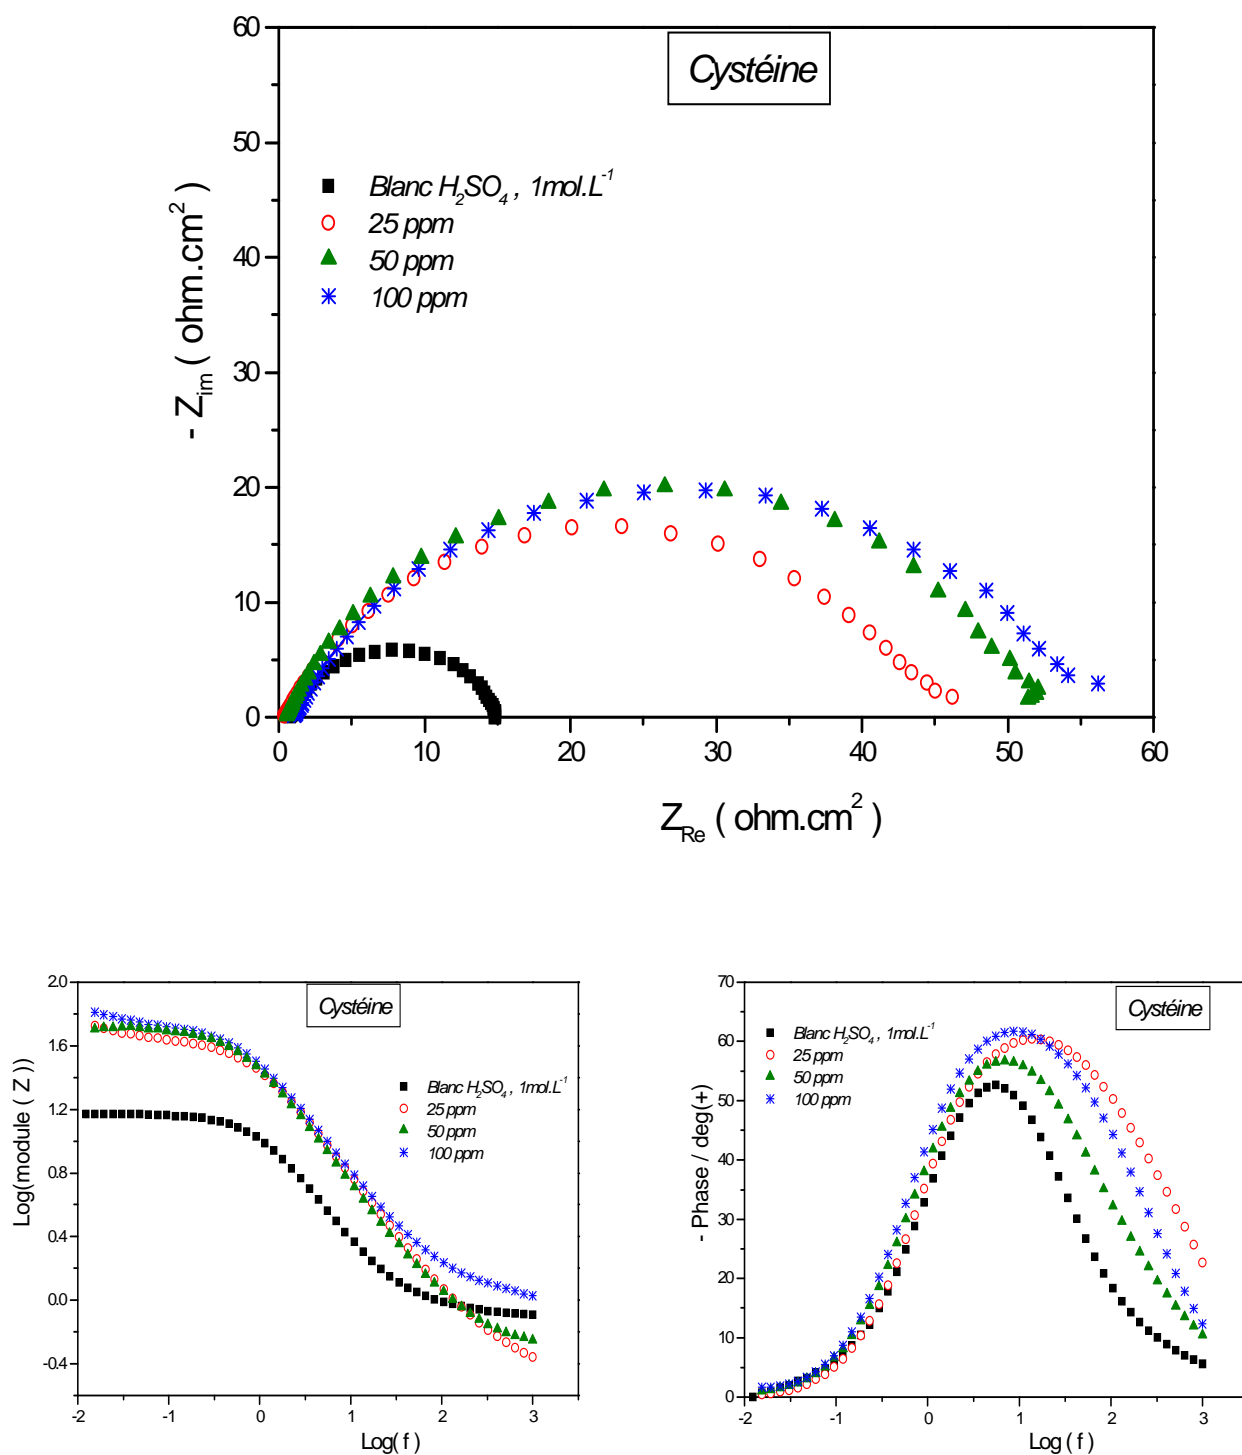 60
50
40
30
20
10
0
- Z_im ( ohm.cm²)
Cystéine
Blanc H₂SO₄ , 1mol.L⁻¹
25 ppm
50 ppm
100 ppm
0 10 20 30 40 50 60
Z_Re ( ohm.cm²)
2.0
1.6
1.2
0.8
0.4
0.0
-0.4
Log(module ( Z ))
Cystéine
Blanc H₂SO₄ , 1mol.L⁻¹
25 ppm
50 ppm
100 ppm
-2 -1 0 1 2 3
Log( f )
70
60
50
40
30
20
10
0
- Phase / deg(+
Cystéine
Blanc H₂SO₄ , 1mol.L⁻¹
25 ppm
50 ppm
100 ppm
-2 -1 0 1 2 3
Log ( f )